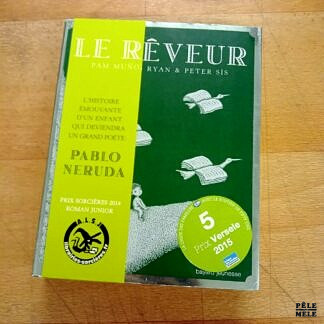 LE RÊVEUR
PAM MUÑOZ RYAN & PETER SÍS
L'HISTOIRE
ÉMOUVANTE
D'UN ENFANT
QUI DEVIENDRA
UN GRAND POÈTE
PABLO
NERUDA
PRIX SORCIÈRES 2014
ROMAN JUNIOR
A.L.S.J
librairies-sorcieres.fr
5
Prix Versele
2015
bayard jeunesse
PÊLE
MÊLE